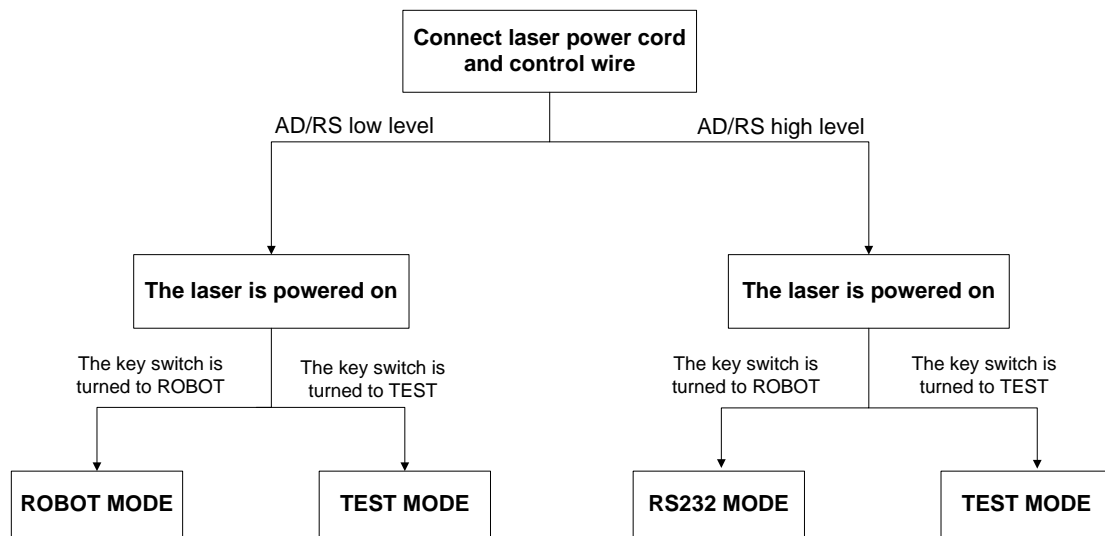 Connect laser power cord
and control wire
AD/RS low level
AD/RS high level
The laser is powered on
The laser is powered on
The key switch is
turned to ROBOT
The key switch is
turned to TEST
The key switch is
turned to ROBOT
The key switch is
turned to TEST
ROBOT MODE
TEST MODE
RS232 MODE
TEST MODE